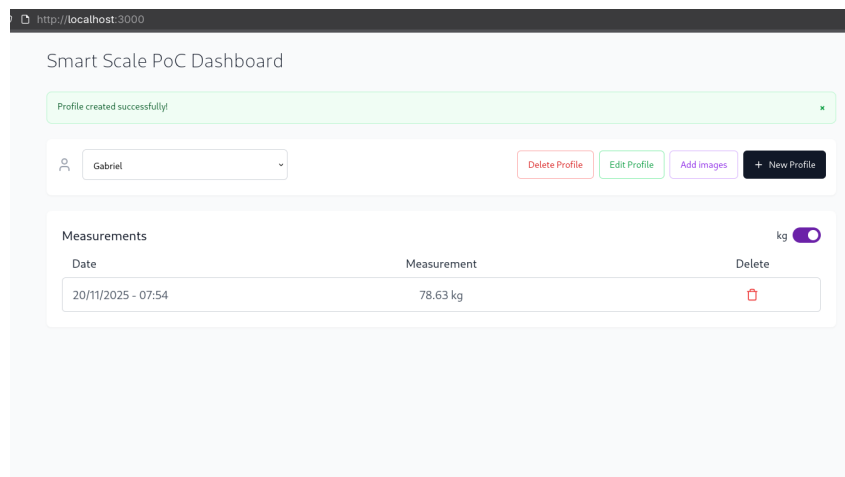 http://localhost:3000
Smart Scale PoC Dashboard
Profile created successfully!
×
Gabriel
Delete Profile
Edit Profile
Add images
+ New Profile
Measurements
kg
Date Measurement Delete
20/11/2025 - 07:54 78.63 kg